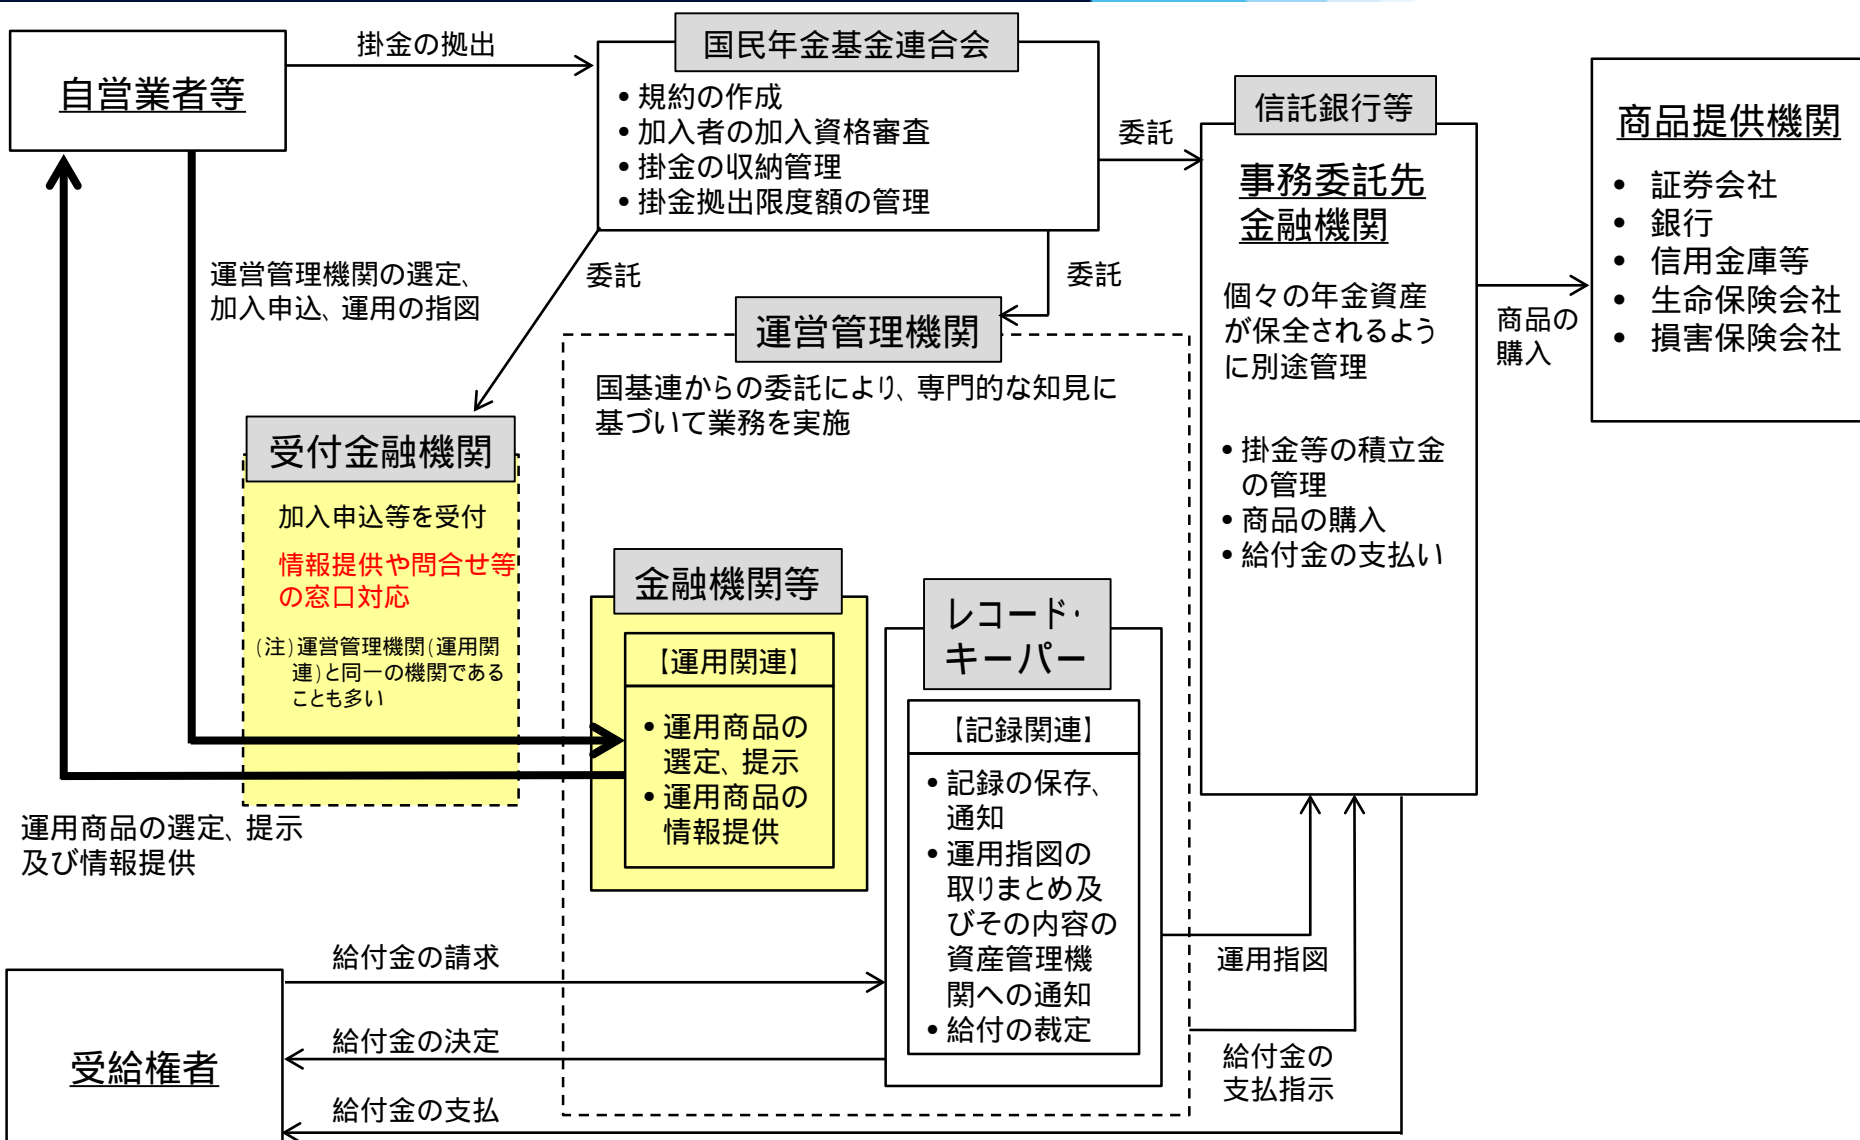 掛金の拠出
自営業者等
国民年金基金連合会
• 規約の作成
• 加入者の加入資格審査
• 掛金の収納管理
• 掛金拠出限度額の管理
委託
信託銀行等
事務委託先
金融機関
個々の年金資産
が保全されるよう
に別途管理
• 掛金等の積立金
の管理
• 商品の購入
• 給付金の支払い
商品の
購入
商品提供機関
• 証券会社
• 銀行
• 信用金庫等
• 生命保険会社
• 損害保険会社
運営管理機関の選定、
加入申込、運用の指図
委託
委託
運営管理機関
国基連からの委託により、専門的な知見に
基づいて業務を実施
受付金融機関
加入申込等を受付
情報提供や問合せ等
の窓口対応
(注)運営管理機関(運用関
連)と同一の機関である
ことも多い
金融機関等
【運用関連】
• 運用商品の
選定、提示
• 運用商品の
情報提供
レコード・
キーパー
【記録関連】
• 記録の保存、
通知
• 運用指図の
取りまとめ及
びその内容の
資産管理機
関への通知
• 給付の裁定
運用商品の選定、提示
及び情報提供
運用指図
給付金の
支払指示
給付金の請求
給付金の決定
給付金の支払
受給権者